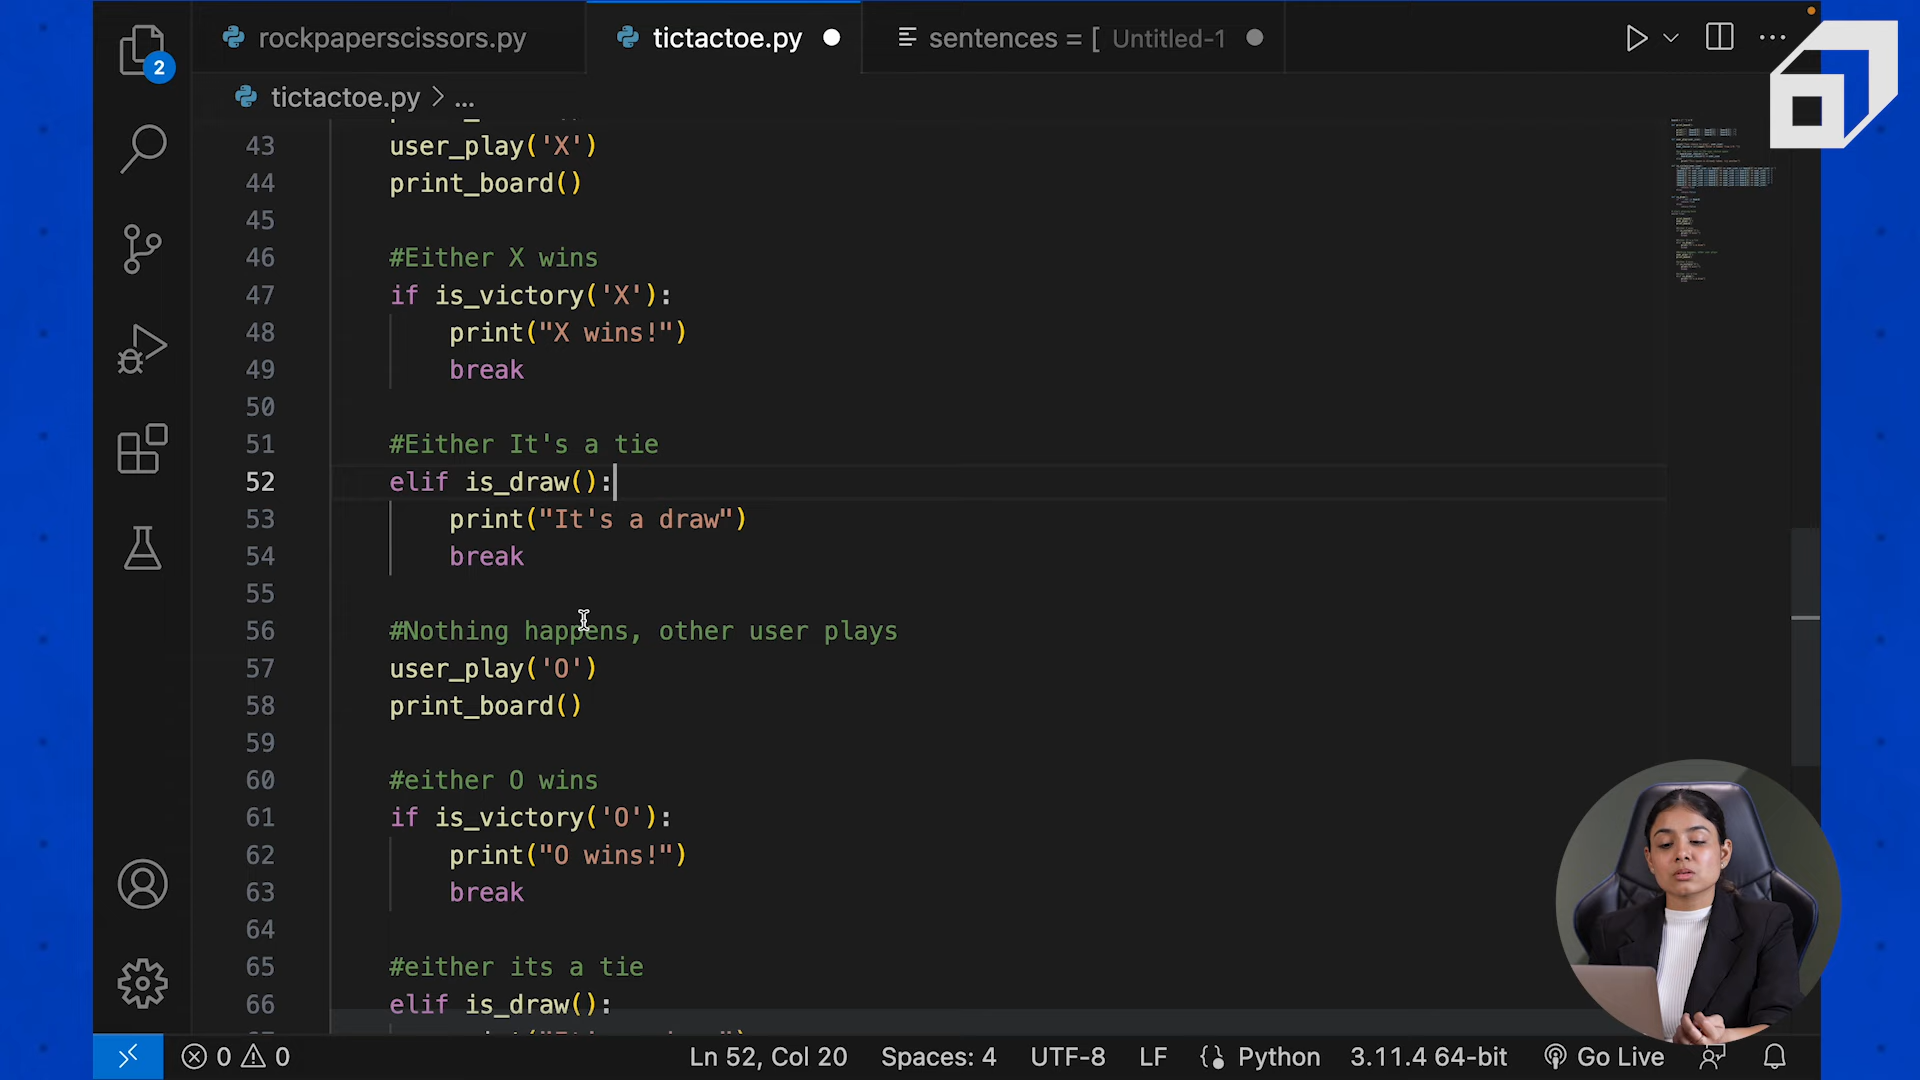 2
rockpaperscissors.py
tictactoe.py
sentences = [ Untitled-1
tictactoe.py > ...
43 user_play('X')
44 print_board()
45
46 #Either X wins
47 if is_victory('X'):
48 print("X wins!")
49 break
50
51 #Either It's a tie
52 elif is_draw():
53 print("It's a draw")
54 break
55
56 #Nothing happens, other user plays
57 user_play('O')
58 print_board()
59
60 #either O wins
61 if is_victory('O'):
62 print("O wins!")
63 break
64
65 #either its a tie
66 elif is_draw():
0 0 Ln 52, Col 20 Spaces: 4 UTF-8 LF Python 3.11.4 64-bit Go Live